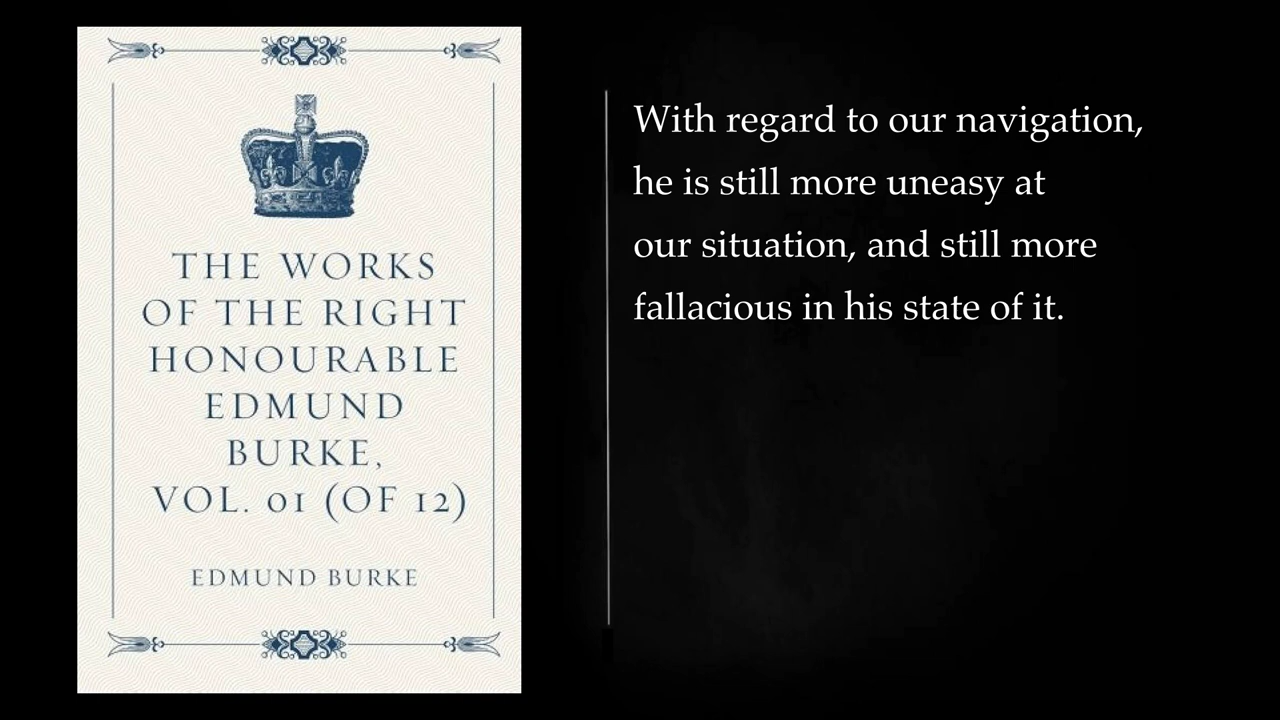 THE WORKS
OF THE RIGHT
HONOURABLE
EDMUND
BURKE,
VOL. 01 (OF 12)
EDMUND BURKE
With regard to our navigation,
he is still more uneasy at
our situation, and still more
fallacious in his state of it.